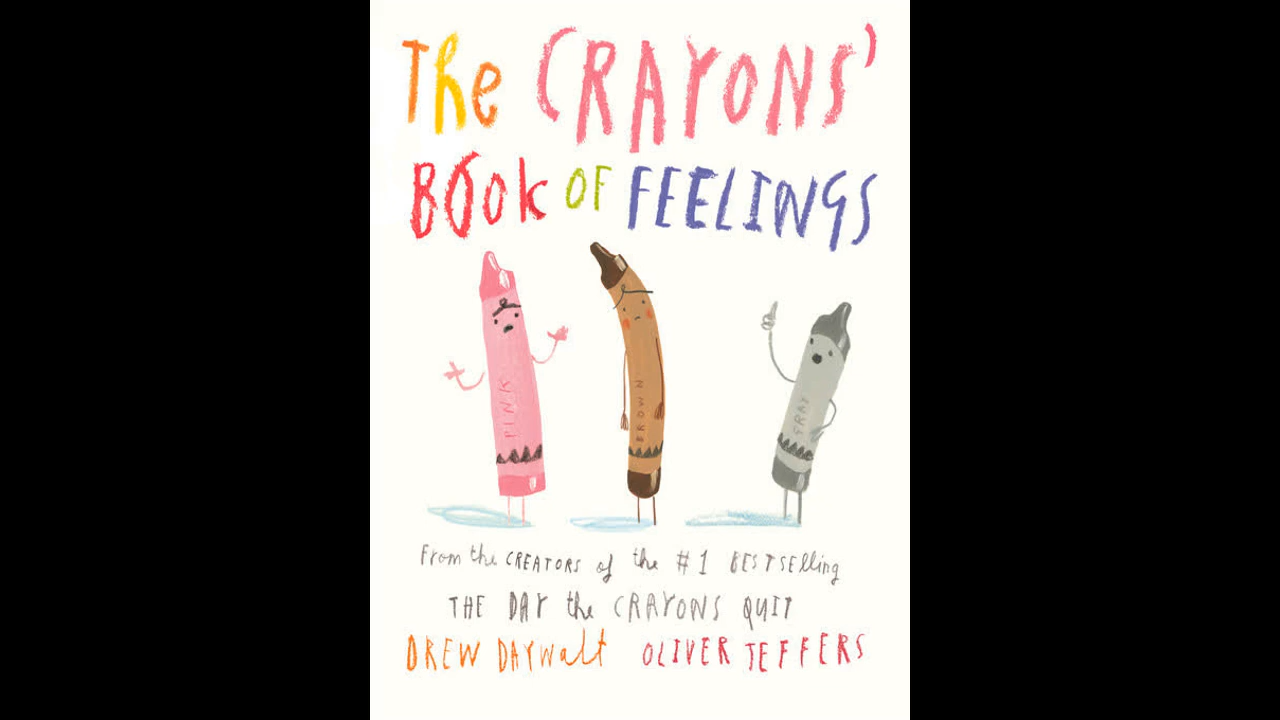 The CRAYONS'
BOOk OF FEELINGS
PINK
BROWN
GRAY
From the CREATORS of the #1 BESTSElling
THE DAY the CRAYONS QUIT
DREW DAYWalt OLIVER JEFFERS